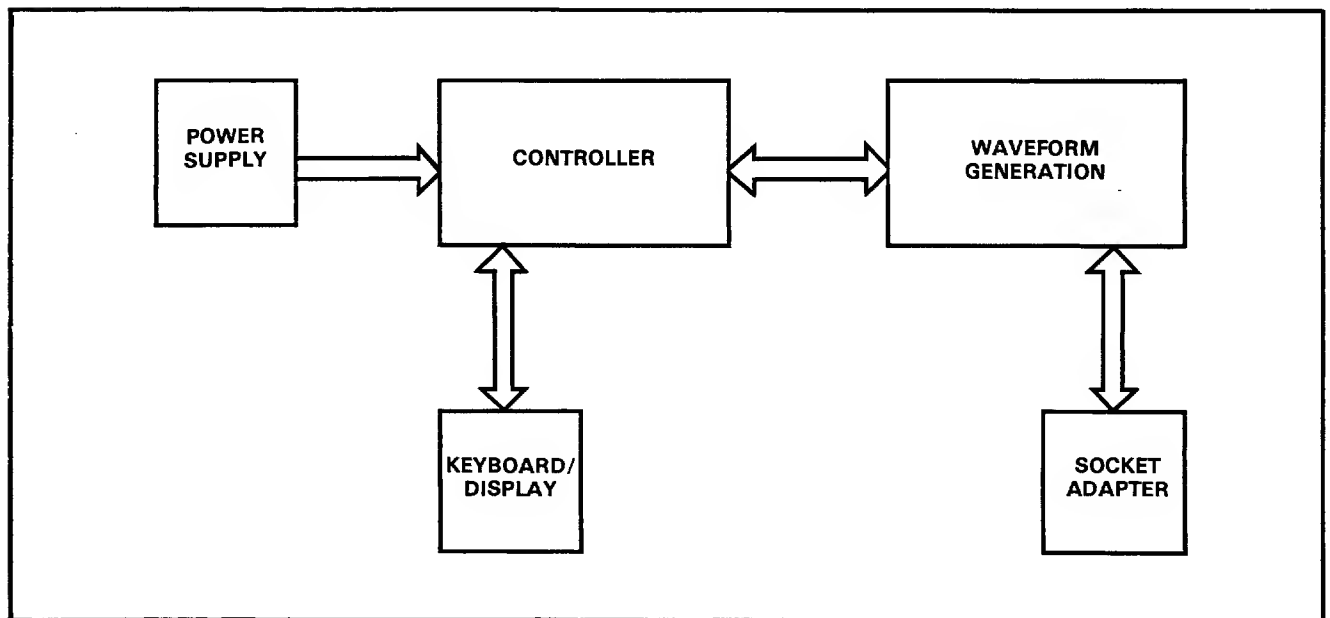 POWER
SUPPLY
CONTROLLER
WAVEFORM
GENERATION
KEYBOARD/
DISPLAY
SOCKET
ADAPTER